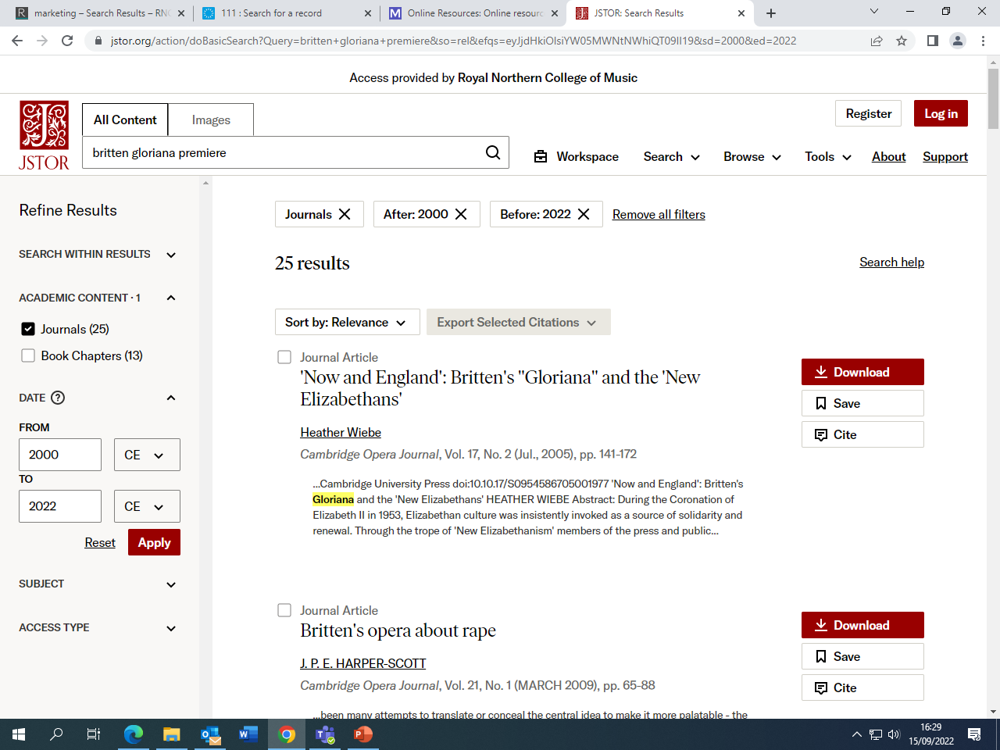 marketing – Search Results – RNC
111 : Search for a record
Online Resources: Online resourc
JSTOR: Search Results
jstor.org/action/doBasicSearch?Query=britten+gloriana+premiere&so=rel&efqs=eyJjdHkiOlsiYW05MWNtNWhiQT09Il19&sd=2000&ed=2022
Access provided by Royal Northern College of Music
JSTOR
All Content
Images
Register
Log in
britten gloriana premiere
Workspace
Search
Browse
Tools
About
Support
Refine Results
SEARCH WITHIN RESULTS
ACADEMIC CONTENT · 1
Journals (25)
Book Chapters (13)
DATE ?
FROM
2000
CE
TO
2022
CE
Reset
Apply
SUBJECT
ACCESS TYPE
Journals
After: 2000
Before: 2022
Remove all filters
25 results
Search help
Sort by: Relevance
Export Selected Citations
Journal Article
'Now and England': Britten's "Gloriana" and the 'New
Elizabethans'
Heather Wiebe
Cambridge Opera Journal, Vol. 17, No. 2 (Jul., 2005), pp. 141-172
...Cambridge University Press doi:10.10.17/S0954586705001977 'Now and England': Britten's
Gloriana and the 'New Elizabethans' HEATHER WIEBE Abstract: During the Coronation of
Elizabeth II in 1953, Elizabethan culture was insistently invoked as a source of solidarity and
renewal. Through the trope of 'New Elizabethanism' members of the press and public...
Download
Save
Cite
Journal Article
Britten's opera about rape
J. P. E. HARPER-SCOTT
Cambridge Opera Journal, Vol. 21, No. 1 (MARCH 2009), pp. 65-88
...been many attempts to translate or conceal the central idea to make it more palatable - the
Download
Save
Cite
16:29
15/09/2022